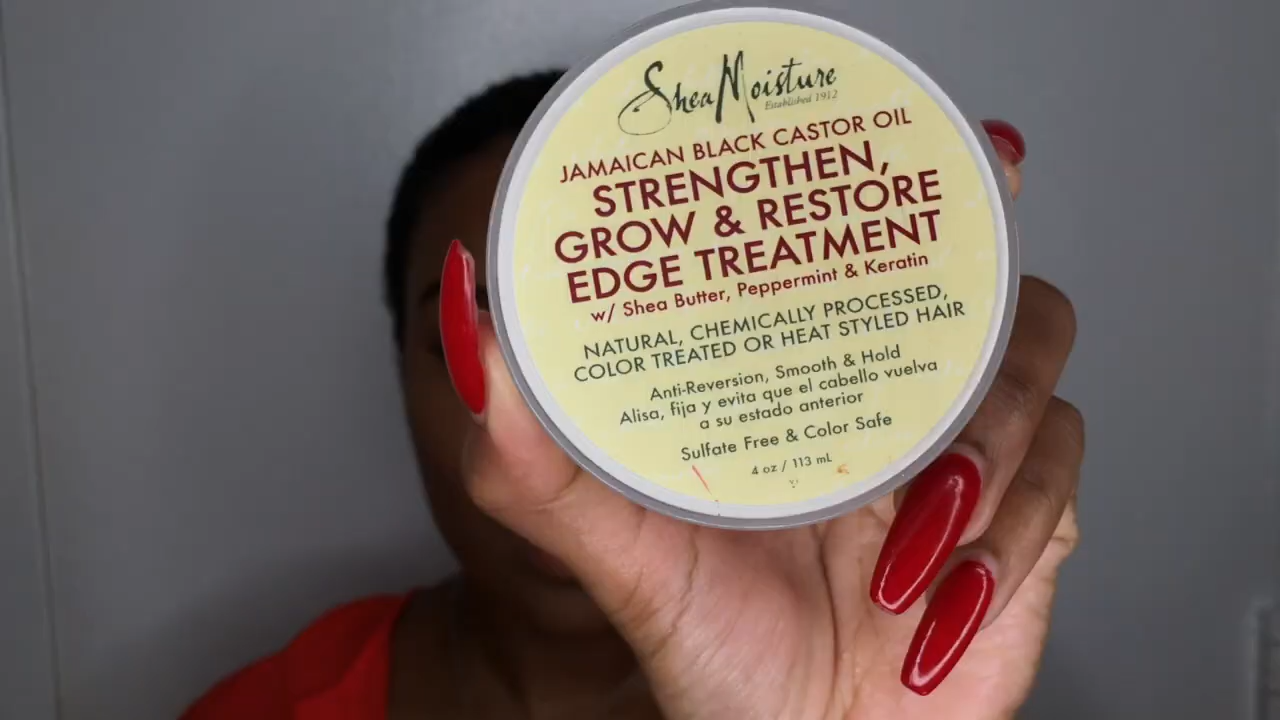 SheaMoisture
Established 1912
JAMAICAN BLACK CASTOR OIL
STRENGTHEN,
GROW & RESTORE
EDGE TREATMENT
w/ Shea Butter, Peppermint & Keratin
NATURAL, CHEMICALLY PROCESSED,
COLOR TREATED OR HEAT STYLED HAIR
Anti-Reversion, Smooth & Hold
Alisa, fija y evita que el cabello vuelva
a su estado anterior
Sulfate Free & Color Safe
4 oz / 113 mL